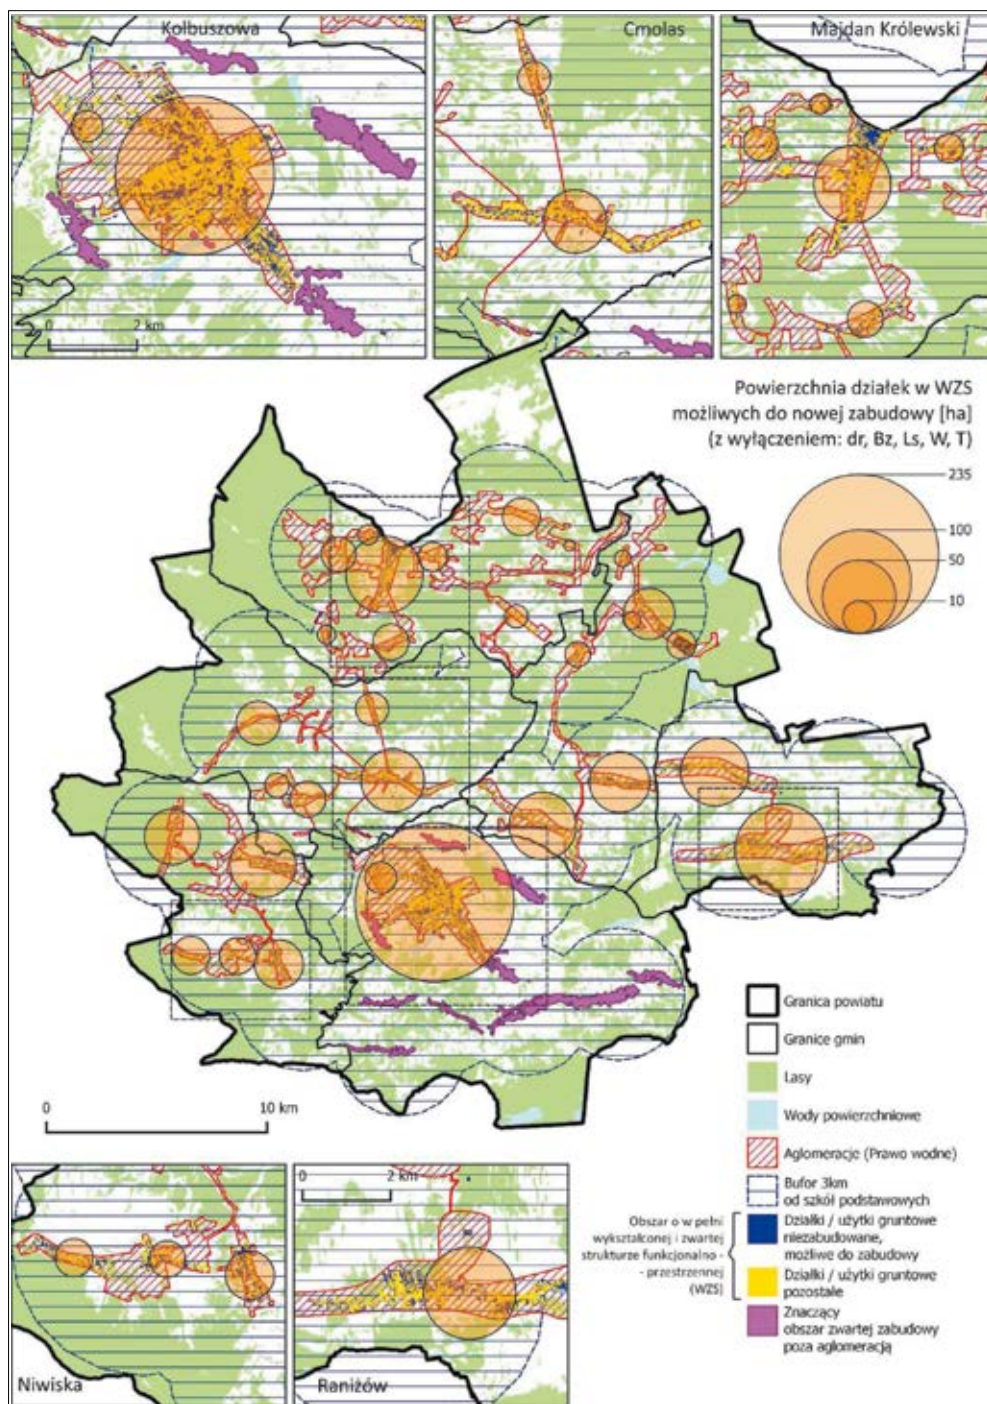 Kolbuszowa
Cmolas
Majdan Królewski
0 2 km
Powierzchnia działek w WZS
możliwych do nowej zabudowy [ha]
(z wyłączeniem: dr, Bz, Ls, W, T)
235
100
50
10
Granica powiatu
Granice gmin
Lasy
Wody powierzchniowe
Aglomeracje (Prawo wodne)
Bufor 3km
od szkół podstawowych
Obszar o w pełni
wykształconej i zwartej
strukturze funkcjonalno -
- przestrzennej
(WZS)
Działki / użytki gruntowe
niezabudowane,
możliwe do zabudowy
Działki / użytki gruntowe
pozostałe
Znaczący
obszar zwartej zabudowy
poza aglomeracją
0 10 km
0 2 km
Niwiska
Raniżów